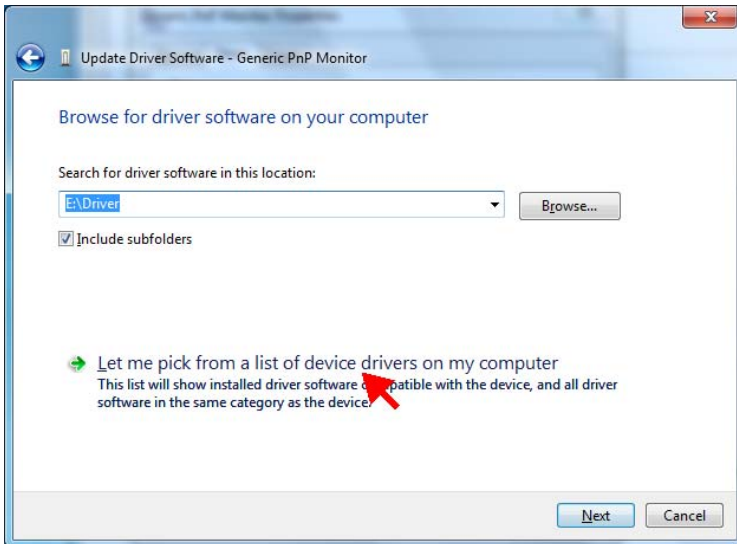 Update Driver Software - Generic PnP Monitor
Browse for driver software on your computer
Search for driver software in this location:
E:\Driver
Browse...
Include subfolders
Let me pick from a list of device drivers on my computer
This list will show installed driver software patible with the device, and all driver
software in the same category as the device.
Next
Cancel